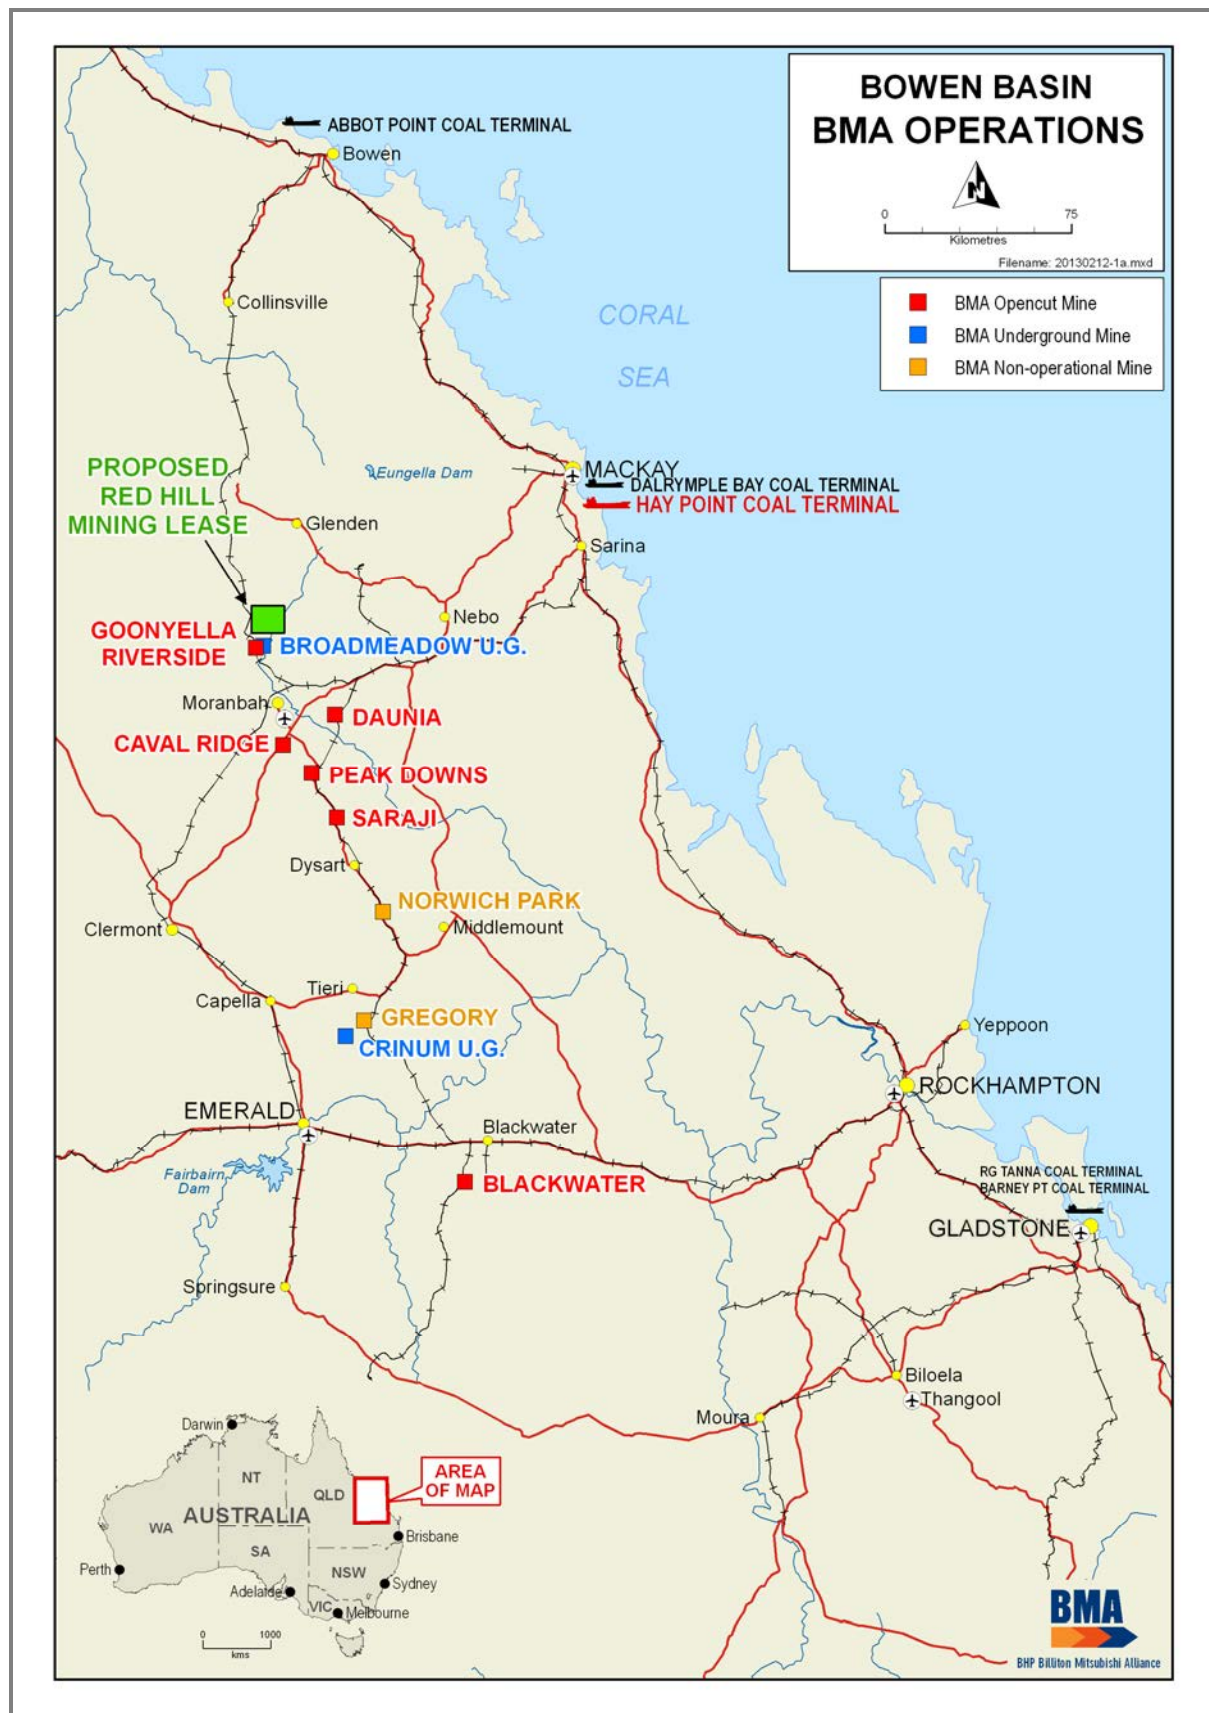 BOWEN BASIN
BMA OPERATIONS
N
0 75
Kilometres
Filename: 20130212-1a.mxd
BMA Opencut Mine
BMA Underground Mine
BMA Non-operational Mine
ABBOT POINT COAL TERMINAL
Bowen
Collinsville
CORAL
SEA
PROPOSED
RED HILL
MINING LEASE
Eungella Dam
MACKAY
DALRYMPLE BAY COAL TERMINAL
HAY POINT COAL TERMINAL
Glenden
Sarina
Nebo
GOONYELLA
RIVERSIDE
BROADMEADOW U.G.
Moranbah
DAUNIA
CAVAL RIDGE
PEAK DOWNS
SARAJI
Dysart
NORWICH PARK
Clermont
Middlemount
Tieri
Capella
GREGORY
CRINUM U.G.
Yeppoon
ROCKHAMPTON
EMERALD
Blackwater
Fairbairn
Dam
BLACKWATER
RG TANNA COAL TERMINAL
BARNEY PT COAL TERMINAL
GLADSTONE
Springsure
Biloela
Thangool
Moura
Darwin
NT
QLD
AREA
OF MAP
AUSTRALIA
WA
SA
Brisbane
NSW
Perth
Adelaide
Sydney
VIC
Melbourne
0 1000
kms
BMA
BHP Billiton Mitsubishi Alliance